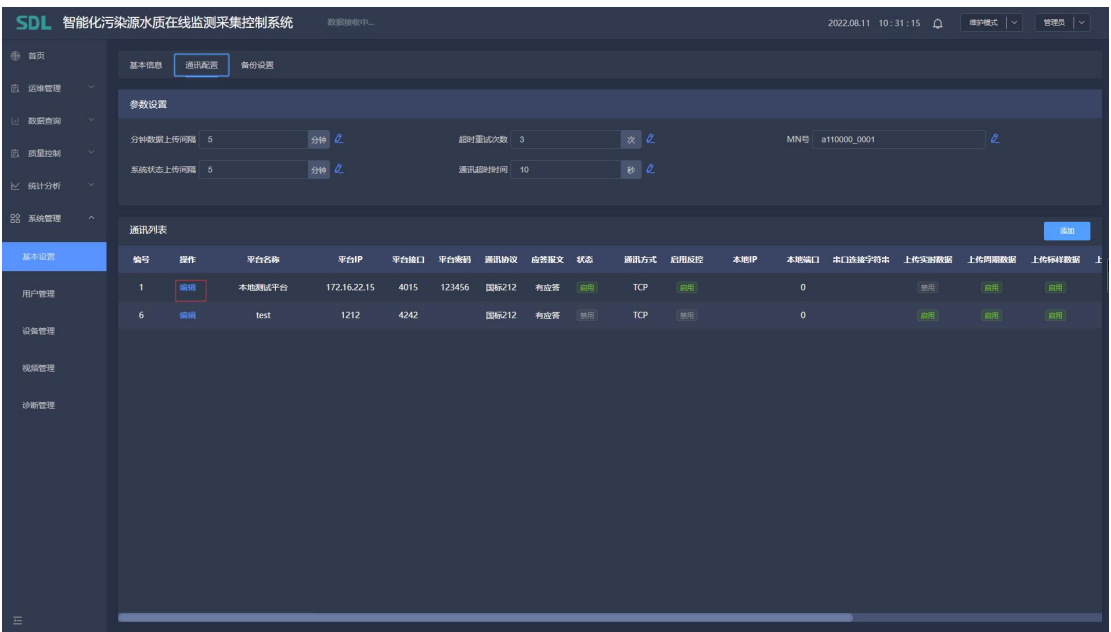 SDL 智能化污染源水质在线监测采集控制系统 数据接收中... 2022.08.11 10:31:15 维护模式 管理员
首页
运维管理
数据查询
质量控制
统计分析
系统管理
基本设置
用户管理
设备管理
视频管理
诊断管理
基本信息 通讯配置 备份设置
参数设置
分钟数据上传间隔 5 分钟 超时重试次数 3 次 MN号 a110000_0001
系统状态上传间隔 5 分钟 通讯超时时间 10 秒
通讯列表 添加
编号 操作 平台名称 平台IP 平台接口 平台密码 通讯协议 应答报文 状态 通讯方式 启用反控 本地IP 本地端口 串口连接字符串 上传实时数据 上传周期数据 上传标样数据 上
1 编辑 本地测试平台 172.16.22.15 4015 123456 国标212 有应答 启用 TCP 启用 0 禁用 启用 启用
6 编辑 test 1212 4242 国标212 有应答 禁用 TCP 禁用 0 启用 启用 启用